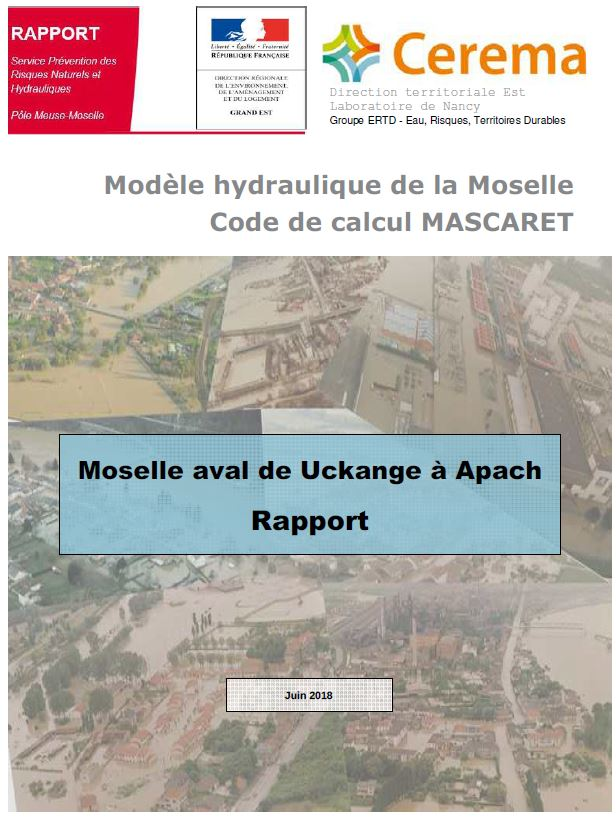 RAPPORT
Service Prévention des
Risques Naturels et
Hydrauliques
Pôle Meuse-Moselle
Liberté • Égalité • Fraternité
RÉPUBLIQUE FRANÇAISE
DIRECTION RÉGIONALE
DE L'ENVIRONNEMENT,
DE L'AMÉNAGEMENT
ET DU LOGEMENT
GRAND EST
Cerema
Direction territoriale Est
Laboratoire de Nancy
Groupe ERTD - Eau, Risques, Territoires Durables
Modèle hydraulique de la Moselle
Code de calcul MASCARET
Moselle aval de Uckange à Apach
Rapport
Juin 2018